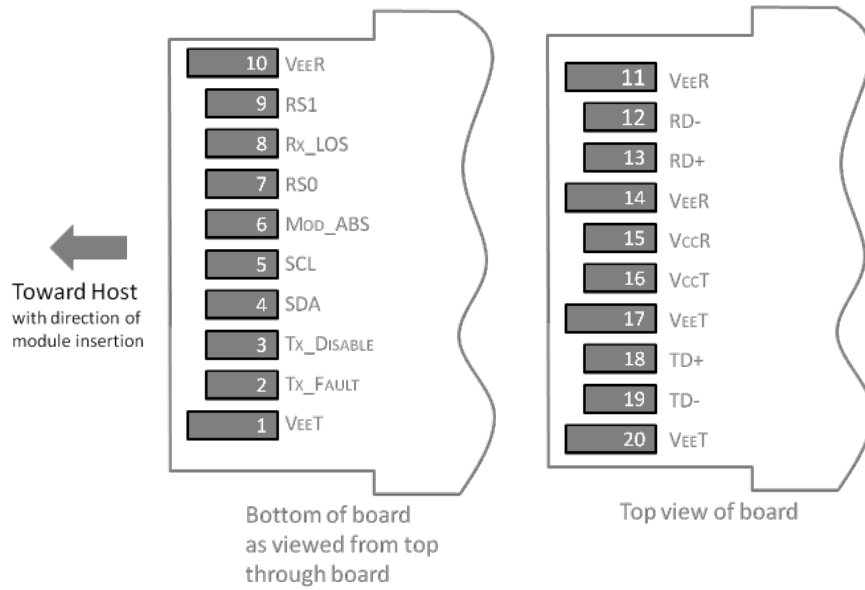 10 VEER
9 RS1
8 Rx_LOS
7 RS0
6 MOD_ABS
5 SCL
4 SDA
3 TX_DISABLE
2 TX_FAULT
1 VEET
Toward Host
with direction of
module insertion
Bottom of board
as viewed from top
through board
11 VEER
12 RD-
13 RD+
14 VEER
15 VCCR
16 VCCT
17 VEET
18 TD+
19 TD-
20 VEET
Top view of board